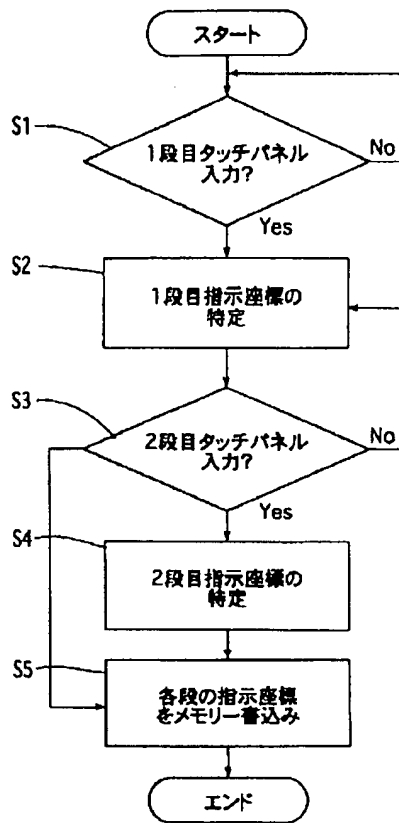 スタート
S1
1段目タッチパネル
入力?
No
Yes
S2
1段目指示座標の
特定
S3
2段目タッチパネル
入力?
No
Yes
S4
2段目指示座標の
特定
S5
各段の指示座標
をメモリー書込み
エンド